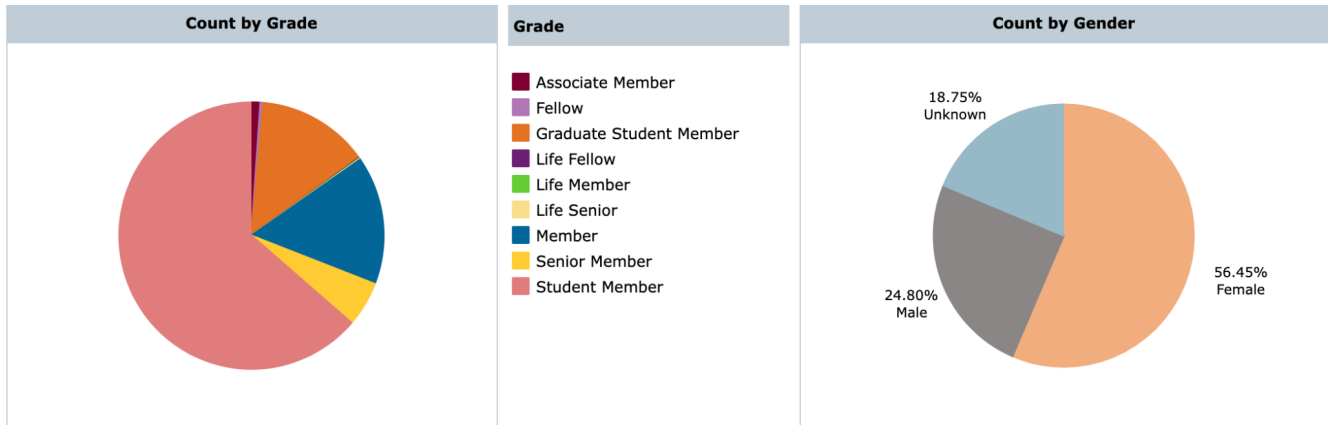 Count by Grade
Grade
Associate Member
Fellow
Graduate Student Member
Life Fellow
Life Member
Life Senior
Member
Senior Member
Student Member
Count by Gender
18.75%
Unknown
56.45%
Female
24.80%
Male